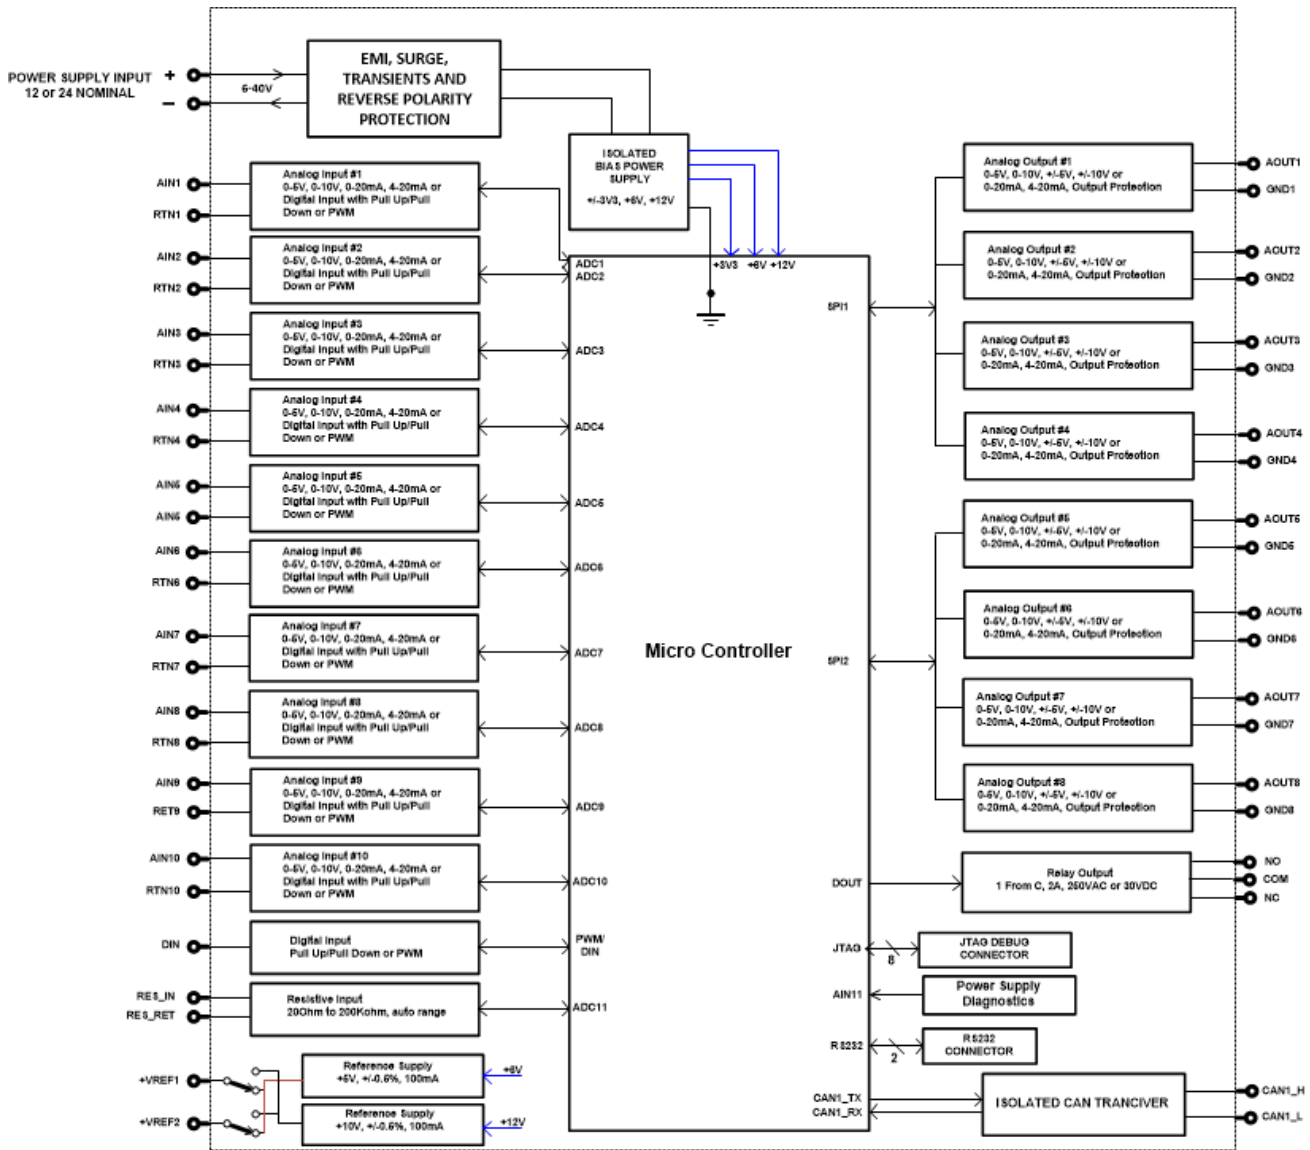 POWER SUPPLY INPUT
12 or 24 NOMINAL
+
−
6-40V
EMI, SURGE,
TRANSIENTS AND
REVERSE POLARITY
PROTECTION
ISOLATED
BIAS POWER
SUPPLY
+/-3V3, +6V, +12V
+3V3 +6V +12V
AIN1
RTN1
Analog Input #1
0-5V, 0-10V, 0-20mA, 4-20mA or
Digital Input with Pull Up/Pull
Down or PWM
ADC1
AIN2
RTN2
Analog Input #2
0-5V, 0-10V, 0-20mA, 4-20mA or
Digital Input with Pull Up/Pull
Down or PWM
ADC2
AIN3
RTN3
Analog Input #3
0-5V, 0-10V, 0-20mA, 4-20mA or
Digital Input with Pull Up/Pull
Down or PWM
ADC3
AIN4
RTN4
Analog Input #4
0-5V, 0-10V, 0-20mA, 4-20mA or
Digital Input with Pull Up/Pull
Down or PWM
ADC4
AIN5
AIN5
Analog Input #5
0-5V, 0-10V, 0-20mA, 4-20mA or
Digital Input with Pull Up/Pull
Down or PWM
ADC5
AIN6
RTN6
Analog Input #6
0-5V, 0-10V, 0-20mA, 4-20mA or
Digital Input with Pull Up/Pull
Down or PWM
ADC6
AIN7
RTN7
Analog Input #7
0-5V, 0-10V, 0-20mA, 4-20mA or
Digital Input with Pull Up/Pull
Down or PWM
ADC7
AIN8
RTN8
Analog Input #8
0-5V, 0-10V, 0-20mA, 4-20mA or
Digital Input with Pull Up/Pull
Down or PWM
ADC8
AIN9
RET9
Analog Input #9
0-5V, 0-10V, 0-20mA, 4-20mA or
Digital Input with Pull Up/Pull
Down or PWM
ADC9
AIN10
RTN10
Analog Input #10
0-5V, 0-10V, 0-20mA, 4-20mA or
Digital Input with Pull Up/Pull
Down or PWM
ADC10
DIN
Digital Input
Pull Up/Pull Down or PWM
PWM/
DIN
RES_IN
RES_RET
Resistive Input
20Ohm to 200Kohm, auto range
ADC11
+VREF1
+VREF2
Reference Supply
+5V, +/-0.5%, 100mA
+6V
Reference Supply
+10V, +/-0.5%, 100mA
+12V
Micro Controller
SPI1
SPI2
DOUT
JTAG
AIN11
RS232
CAN1_TX
CAN1_RX
Analog Output #1
0-5V, 0-10V, +/-5V, +/-10V or
0-20mA, 4-20mA, Output Protection
AOUT1
GND1
Analog Output #2
0-5V, 0-10V, +/-5V, +/-10V or
0-20mA, 4-20mA, Output Protection
AOUT2
GND2
Analog Output #3
0-5V, 0-10V, +/-5V, +/-10V or
0-20mA, 4-20mA, Output Protection
AOUT3
GND3
Analog Output #4
0-5V, 0-10V, +/-5V, +/-10V or
0-20mA, 4-20mA, Output Protection
AOUT4
GND4
Analog Output #5
0-5V, 0-10V, +/-5V, +/-10V or
0-20mA, 4-20mA, Output Protection
AOUT5
GND5
Analog Output #6
0-5V, 0-10V, +/-5V, +/-10V or
0-20mA, 4-20mA, Output Protection
AOUT6
GND6
Analog Output #7
0-5V, 0-10V, +/-5V, +/-10V or
0-20mA, 4-20mA, Output Protection
AOUT7
GND7
Analog Output #8
0-5V, 0-10V, +/-5V, +/-10V or
0-20mA, 4-20mA, Output Protection
AOUT8
GND8
Relay Output
1 From C, 2A, 250VAC or 30VDC
NO
COM
NC
8
JTAG DEBUG
CONNECTOR
Power Supply
Diagnostics
2
RS232
CONNECTOR
ISOLATED CAN TRANCIVER
CAN1_H
CAN1_L